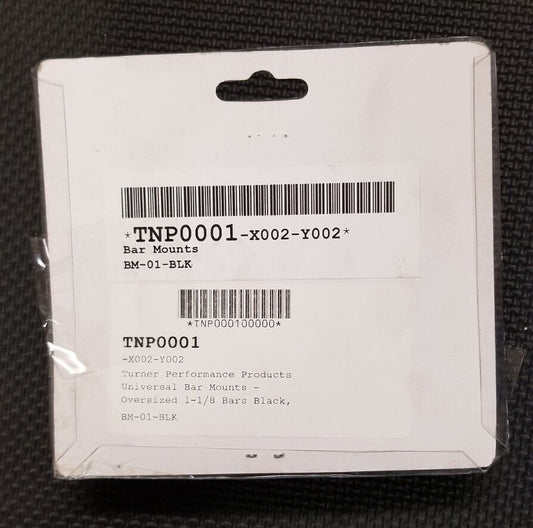 *TNP0001-X002-Y002*
Bar Mounts
BM-01-BLK
*TNP000100000*
TNP0001
-X002-Y002
Turner Performance Products
Universal Bar Mounts -
Oversized 1-1/8 Bars Black,
BM-01-BLK